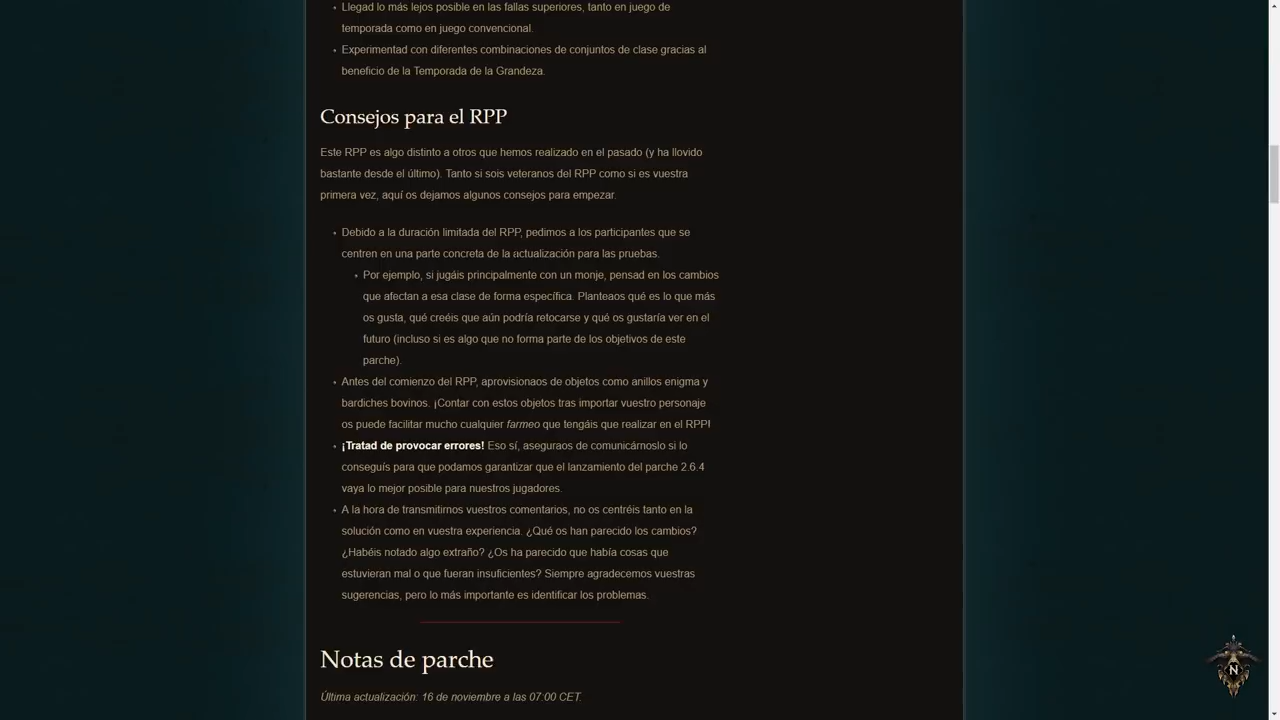 Llegad lo más lejos posible en las fallas superiores, tanto en juego de
temporada como en juego convencional.
Experimentad con diferentes combinaciones de conjuntos de clase gracias al
beneficio de la Temporada de la Grandeza.
Consejos para el RPP
Este RPP es algo distinto a otros que hemos realizado en el pasado (y ha llovido
bastante desde el último). Tanto si sois veteranos del RPP como si es vuestra
primera vez, aquí os dejamos algunos consejos para empezar.
Debido a la duración limitada del RPP, pedimos a los participantes que se
centren en una parte concreta de la actualización para las pruebas.
Por ejemplo, si jugáis principalmente con un monje, pensad en los cambios
que afectan a esa clase de forma específica. Planteaos qué es lo que más
os gusta, qué creéis que aún podría retocarse y qué os gustaría ver en el
futuro (incluso si es algo que no forma parte de los objetivos de este
parche).
Antes del comienzo del RPP, aprovisionaos de objetos como anillos enigma y
bardiches bovinos. ¡Contar con estos objetos tras importar vuestro personaje
os puede facilitar mucho cualquier farmeo que tengáis que realizar en el RPP!
¡Tratad de provocar errores! Eso sí, aseguraos de comunicárnoslo si lo
conseguís para que podamos garantizar que el lanzamiento del parche 2.6.4
vaya lo mejor posible para nuestros jugadores.
A la hora de transmitirnos vuestros comentarios, no os centréis tanto en la
solución como en vuestra experiencia. ¿Qué os han parecido los cambios?
¿Habéis notado algo extraño? ¿Os ha parecido que había cosas que
estuvieran mal o que fueran insuficientes? Siempre agradecemos vuestras
sugerencias, pero lo más importante es identificar los problemas.
Notas de parche
Última actualización: 16 de noviembre a las 07:00 CET.
N